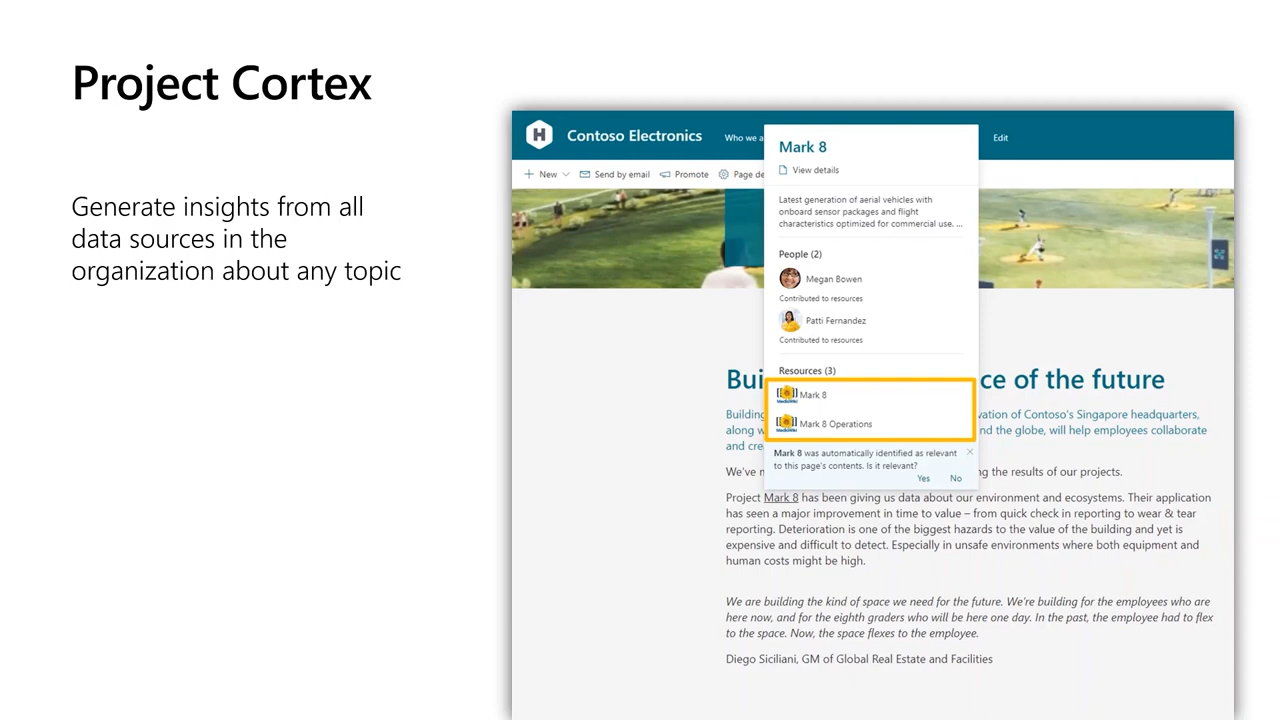 Project Cortex
Generate insights from all
data sources in the
organization about any topic
H
Contoso Electronics
Who we a
Edit
New
Send by email
Promote
Page de
Mark 8
View details
Latest generation of aerial vehicles with
onboard sensor packages and flight
characteristics optimized for commercial use. ...
People (2)
Megan Bowen
Contributed to resources
Patti Fernandez
Contributed to resources
Resources (3)
Mark 8
Mark 8 Operations
Mark 8 was automatically identified as relevant
to this page's contents. Is it relevant?
Yes No
Bui ce of the future
Building vation of Contoso's Singapore headquarters,
along w nd the globe, will help employees collaborate
and cre
We've n g the results of our projects.
Project Mark 8 has been giving us data about our environment and ecosystems. Their application
has seen a major improvement in time to value – from quick check in reporting to wear & tear
reporting. Deterioration is one of the biggest hazards to the value of the building and yet is
expensive and difficult to detect. Especially in unsafe environments where both equipment and
human costs might be high.
We are building the kind of space we need for the future. We're building for the employees who are
here now, and for the eighth graders who will be here one day. In the past, the employee had to flex
to the space. Now, the space flexes to the employee.
Diego Siciliani, GM of Global Real Estate and Facilities